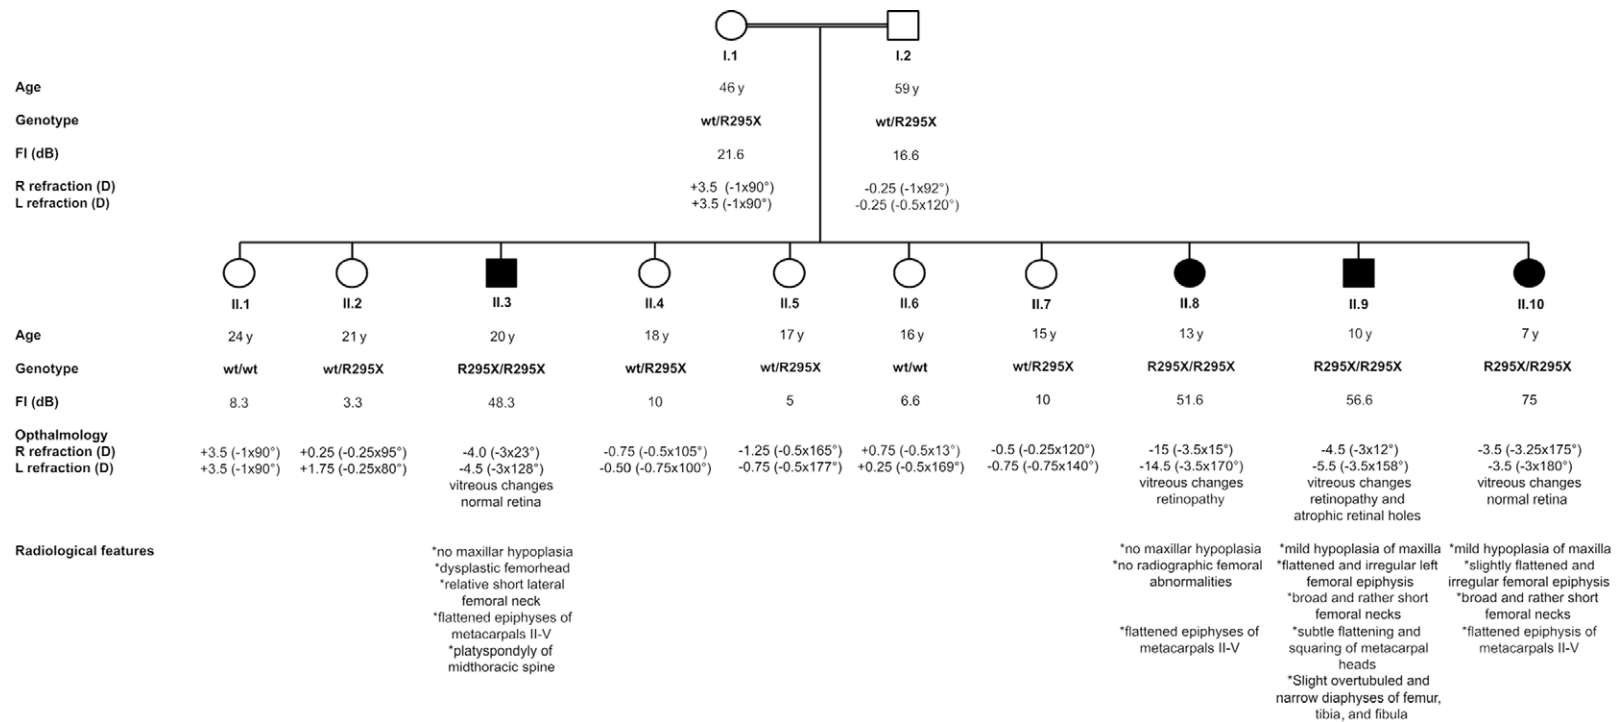 I.1 I.2
Age 46 y 59 y
Genotype wt/R295X wt/R295X
FI (dB) 21.6 16.6
R refraction (D) +3.5 (-1x90°) -0.25 (-1x92°)
L refraction (D) +3.5 (-1x90°) -0.25 (-0.5x120°)
II.1 II.2 II.3 II.4 II.5 II.6 II.7 II.8 II.9 II.10
Age 24 y 21 y 20 y 18 y 17 y 16 y 15 y 13 y 10 y 7 y
Genotype wt/wt wt/R295X R295X/R295X wt/R295X wt/R295X wt/wt wt/R295X R295X/R295X R295X/R295X R295X/R295X
FI (dB) 8.3 3.3 48.3 10 5 6.6 10 51.6 56.6 75
Opthalmology
R refraction (D) +3.5 (-1x90°) +0.25 (-0.25x95°) -4.0 (-3x23°) -0.75 (-0.5x105°) -1.25 (-0.5x165°) +0.75 (-0.5x13°) -0.5 (-0.25x120°) -15 (-3.5x15°) -4.5 (-3x12°) -3.5 (-3.25x175°)
L refraction (D) +3.5 (-1x90°) +1.75 (-0.25x80°) -4.5 (-3x128°) -0.50 (-0.75x100°) -0.75 (-0.5x177°) +0.25 (-0.5x169°) -0.75 (-0.75x140°) -14.5 (-3.5x170°) -5.5 (-3.5x158°) -3.5 (-3x180°)
vitreous changes vitreous changes vitreous changes vitreous changes
normal retina retinopathy retinopathy and normal retina
atrophic retinal holes
Radiological features *no maxillar hypoplasia *no maxillar hypoplasia *mild hypoplasia of maxilla *mild hypoplasia of maxilla
*dysplastic femorhead *no radiographic femoral *flattened and irregular left *slightly flattened and
*relative short lateral abnormalities femoral epiphysis irregular femoral epiphysis
femoral neck *broad and rather short *broad and rather short
*flattened epiphyses of femoral necks femoral necks
metacarpals II-V *flattened epiphyses of *subtle flattening and *flattened epiphysis of
*platyspondyly of metacarpals II-V squaring of metacarpal metacarpals II-V
midthoracic spine heads
*Slight overtubuled and
narrow diaphyses of femur,
tibia, and fibula